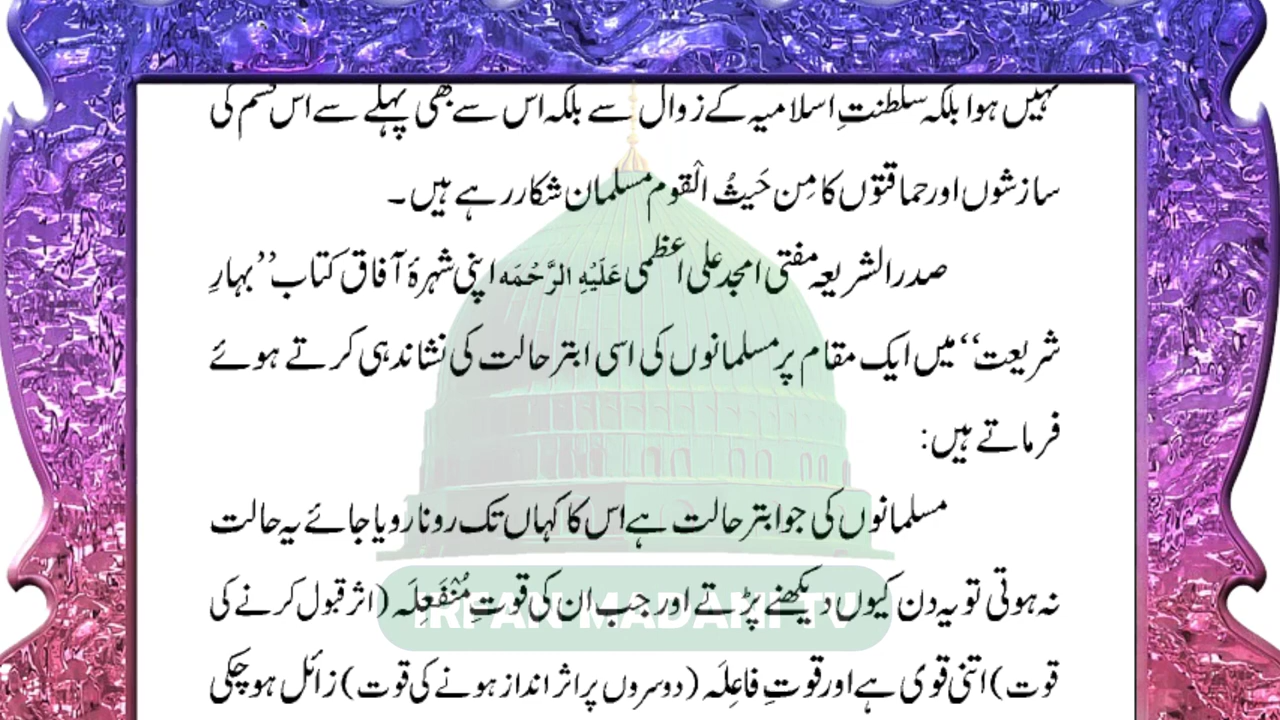 نہیں ہوا بلکہ سلطنتِ اسلامیہ کے زوال سے بلکہ اس سے بھی پہلے سے اس قسم کی
سازشوں اور حماقتوں کا مِن حَیثُ الْقوم مسلمان شکار رہے ہیں۔
صدر الشریعہ مفتی امجد علی اعظمی عَلَیْہِ الرَّحْمَہ اپنی شہرۂ آفاق کتاب ’’بہارِ
شریعت‘‘ میں ایک مقام پر مسلمانوں کی اسی ابتر حالت کی نشاندہی کرتے ہوئے
فرماتے ہیں:
مسلمانوں کی جو ابتر حالت ہے اس کا کہاں تک رونا رویا جائے یہ حالت
نہ ہوتی تو یہ دن کیوں دیکھنے پڑتے اور جب ان کی قوتِ مُنْفَعِلَہ (اثر قبول کرنے کی
قوت) اتنی قوی ہے اور قوتِ فاعِلَہ (دوسروں پر اثر انداز ہونے کی قوت) زائل ہو چکی
IRFAN MADANI TV